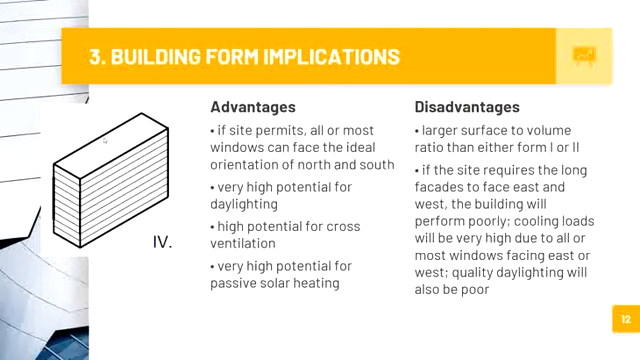 3. BUILDING FORM IMPLICATIONS
Advantages
• if site permits, all or most
windows can face the ideal
orientation of north and south
• very high potential for
daylighting
• high potential for cross
ventilation
• very high potential for
passive solar heating
IV.
Disadvantages
• larger surface to volume
ratio than either form I or II
• if the site requires the long
facades to face east and
west, the building will
perform poorly; cooling loads
will be very high due to all or
most windows facing east or
west; quality daylighting will
also be poor
12